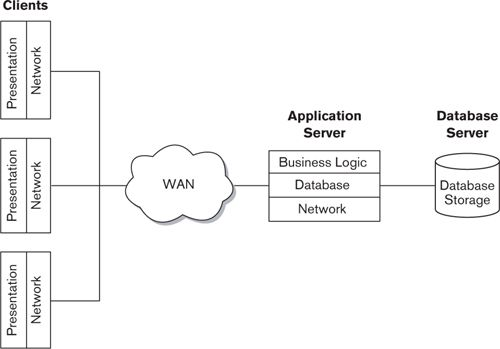 Clients
Presentation
Network
Presentation
Network
Presentation
Network
WAN
Application
Server
Business Logic
Database
Network
Database
Server
Database
Storage